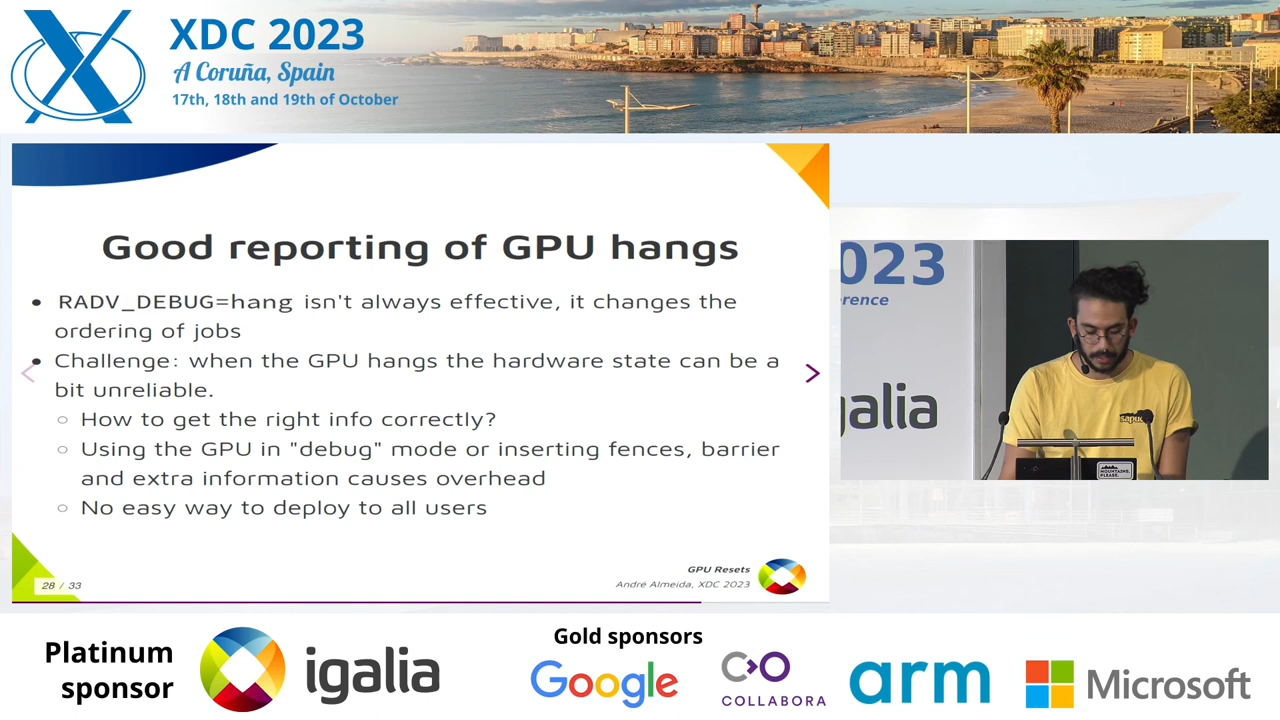 XDC 2023
A Coruña, Spain
17th, 18th and 19th of October
Good reporting of GPU hangs
• RADV_DEBUG=hang isn't always effective, it changes the
ordering of jobs
• Challenge: when the GPU hangs the hardware state can be a
bit unreliable.
○ How to get the right info correctly?
○ Using the GPU in "debug" mode or inserting fences, barrier
and extra information causes overhead
○ No easy way to deploy to all users
28 / 33
GPU Resets
André Almeida, XDC 2023
023
erence
galia
sapuc
MOUNTAINS,
PLEASE.
Platinum
sponsor
igalia
Gold sponsors
Google
COLLABORA
arm
Microsoft